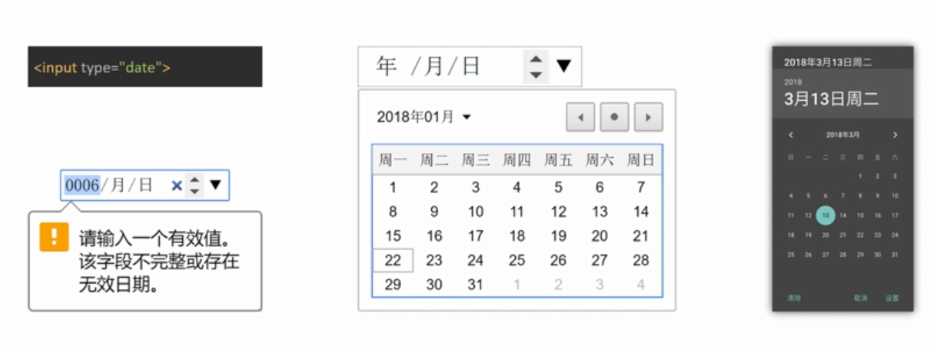 <input type="date">
0006/月/日
!
请输入一个有效值。
该字段不完整或存在
无效日期。
年 /月/日
2018年01月
周一 周二 周三 周四 周五 周六 周日
1 2 3 4 5 6 7
8 9 10 11 12 13 14
15 16 17 18 19 20 21
22 23 24 25 26 27 28
29 30 31 1 2 3 4
2018年3月13日周二
2018
3月13日周二
2018年3月
日 一 二 三 四 五 六
1 2 3
4 5 6 7 8 9 10
11 12 13 14 15 16 17
18 19 20 21 22 23 24
25 26 27 28 29 30 31
清除 取消 设置